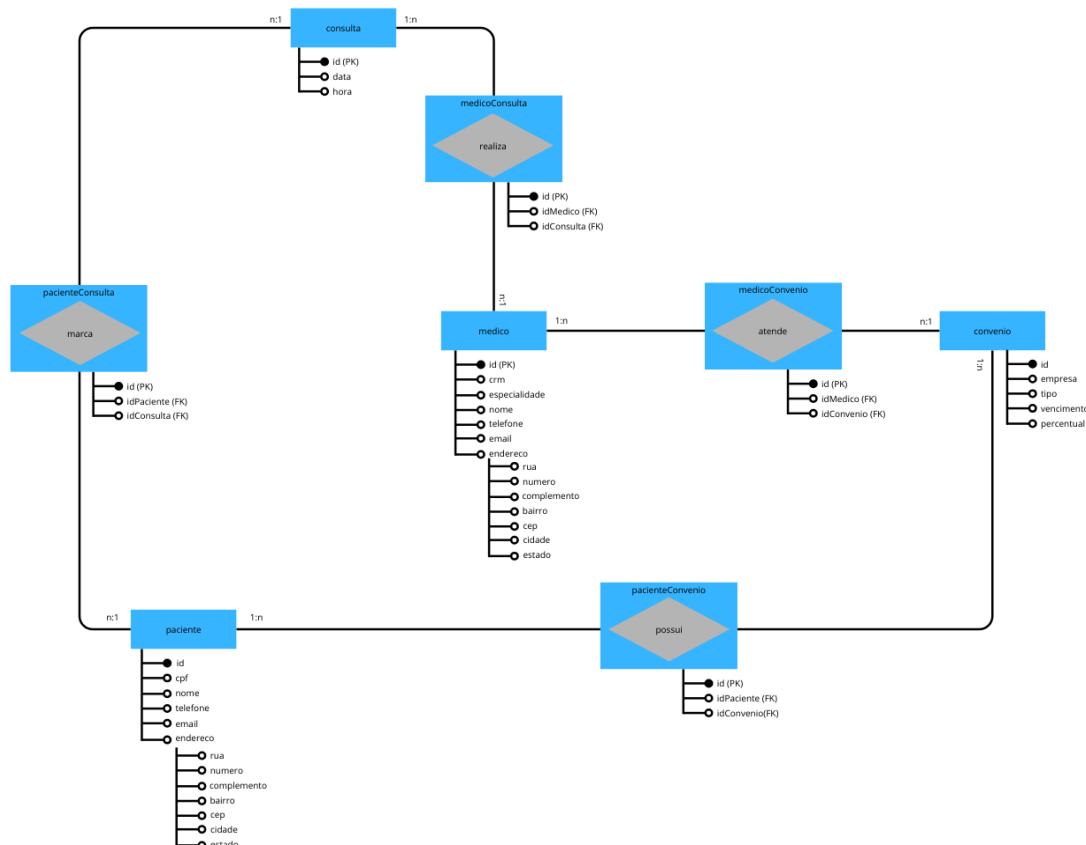 n:1
consulta
1:n
id (PK)
data
hora
medicoConsulta
realiza
id (PK)
idMedico (FK)
idConsulta (FK)
pacienteConsulta
marca
id (PK)
idPaciente (FK)
idConsulta (FK)
n:1
medico
1:n
id (PK)
crm
especialidade
nome
telefone
email
endereco
rua
numero
complemento
bairro
cep
cidade
estado
medicoConvenio
atende
id (PK)
idMedico (FK)
idConvenio (FK)
n:1
convenio
1:n
id
empresa
tipo
vencimento
percentual
n:1
paciente
1:n
id
cpf
nome
telefone
email
endereco
rua
numero
complemento
bairro
cep
cidade
estado
pacienteConvenio
possui
id (PK)
idPaciente (FK)
idConvenio(FK)